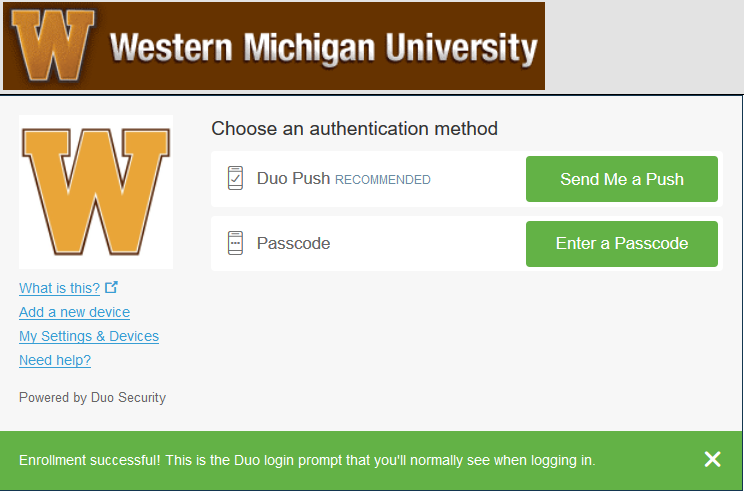 W Western Michigan University
W
Choose an authentication method
Duo Push RECOMMENDED
Send Me a Push
Passcode
Enter a Passcode
What is this?
Add a new device
My Settings & Devices
Need help?
Powered by Duo Security
Enrollment successful! This is the Duo login prompt that you'll normally see when logging in.